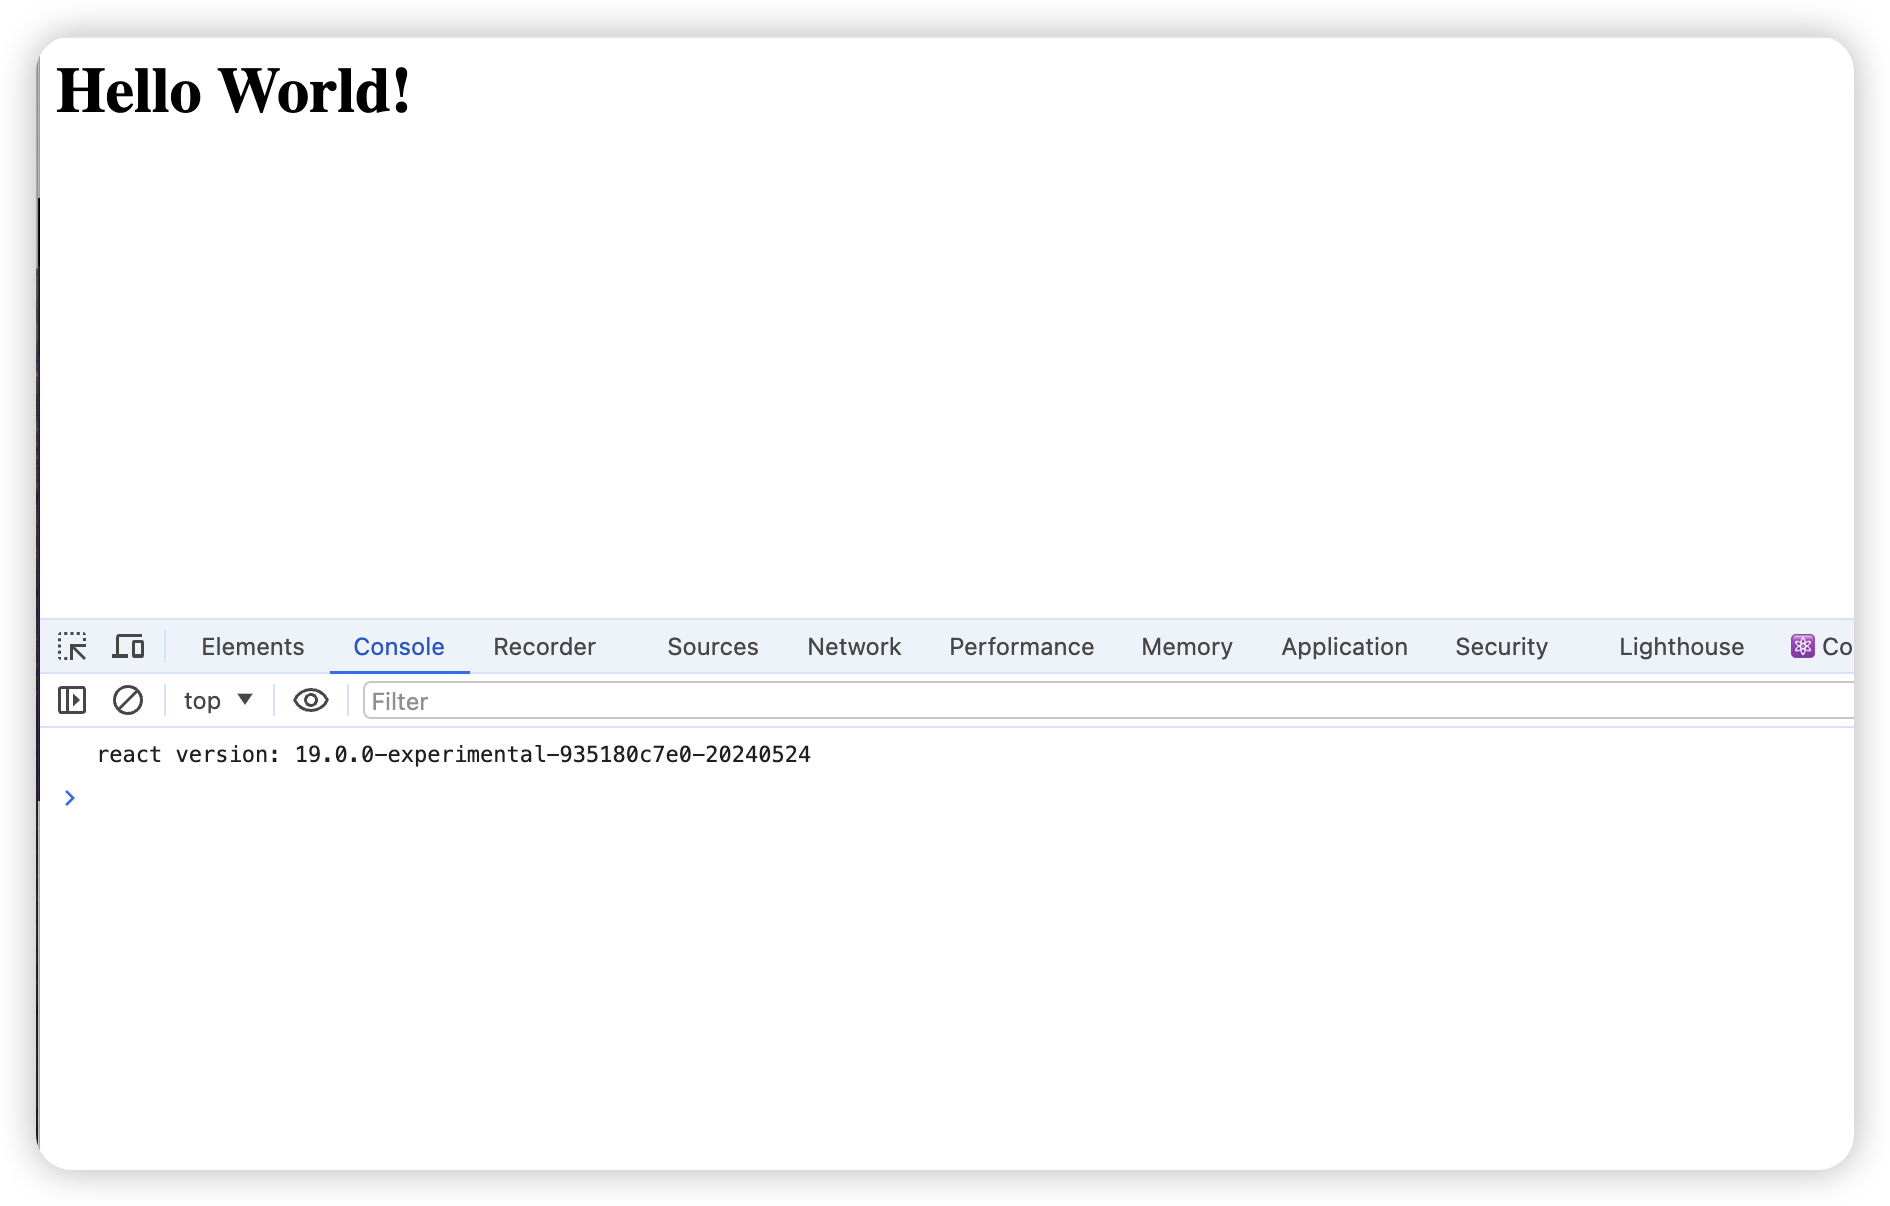 Hello World!
Elements Console Recorder Sources Network Performance Memory Application Security Lighthouse ⚛️ Co
top ▼ Filter
react version: 19.0.0-experimental-935180c7e0-20240524